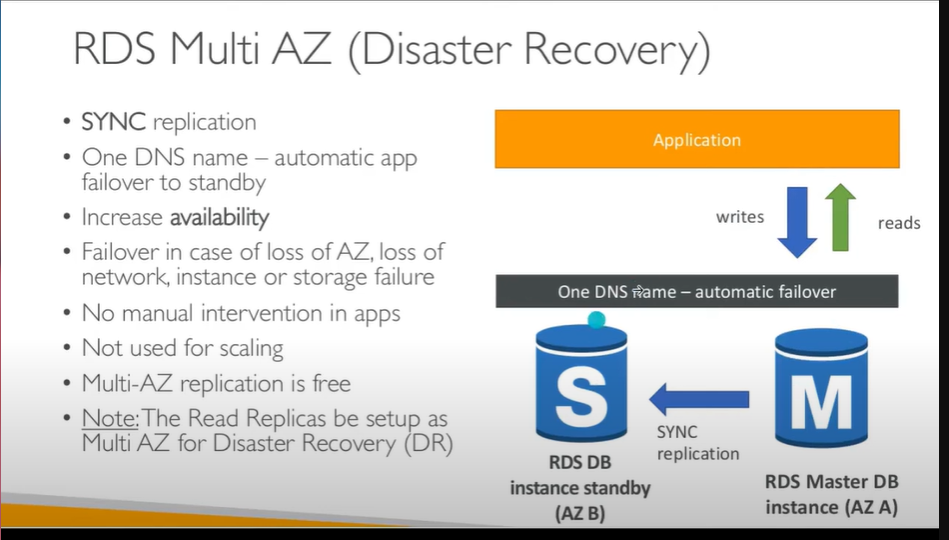 RDS Multi AZ (Disaster Recovery)
• SYNC replication
• One DNS name – automatic app
failover to standby
• Increase availability
• Failover in case of loss of AZ, loss of
network, instance or storage failure
• No manual intervention in apps
• Not used for scaling
• Multi-AZ replication is free
• Note: The Read Replicas be setup as
Multi AZ for Disaster Recovery (DR)
Application
writes
reads
One DNS name – automatic failover
S
M
SYNC
replication
RDS DB
instance standby
(AZ B)
RDS Master DB
instance (AZ A)